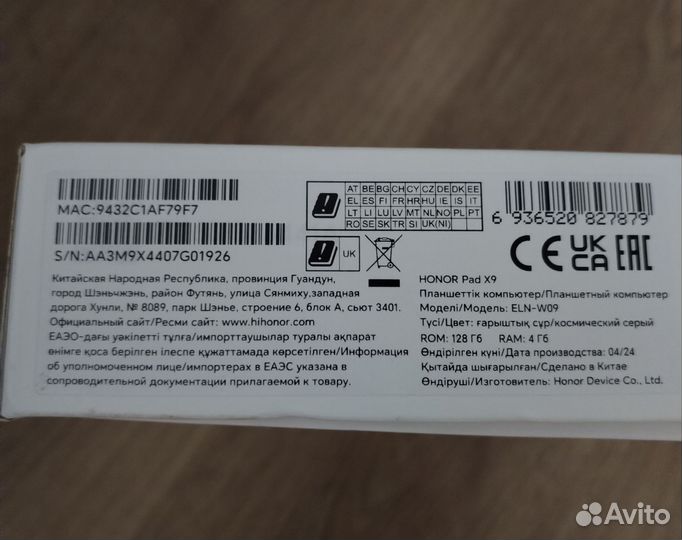 MAC:9432C1AF79F7
S/N:AA3M9X4407G01926
AT BE BG CH CY CZ DE DK EE
EL ES FI FR HR HU IE IS IT
LT LI LU LV MT NL NO PL PT
RO SE SK TR SI UK(NI)
UK
6 936520 827879
CE UK CA EAC
Китайская Народная Республика, провинция Гуандун,
город Шэньчжэнь, район Футянь, улица Сянмиху,западная
дорога Хунли, № 8089, парк Шэнье, строение 6, блок А, сьют 3401.
Официальный сайт/Ресми сайт: www.hihonor.com
ЕАЭО-дағы уәкілетті тұлға/импорттаушылар туралы ақпарат
өнімге қоса берілген ілеспе құжаттамада көрсетілген/Информация
об уполномоченном лице/импортерах в ЕАЭС указана в
сопроводительной документации прилагаемой к товару.
HONOR Pad X9
Планшеттік компьютер/Планшетный компьютер
Моделі/Модель: ELN-W09
Түсі/Цвет: ғарыштық сұр/космический серый
ROM: 128 Гб RAM: 4 Гб
Өндірілген күні/Дата производства: 04/24
Қытайда шығарылған/Сделано в Китае
Өндіруші/Изготовитель: Honor Device Co., Ltd.
Avito